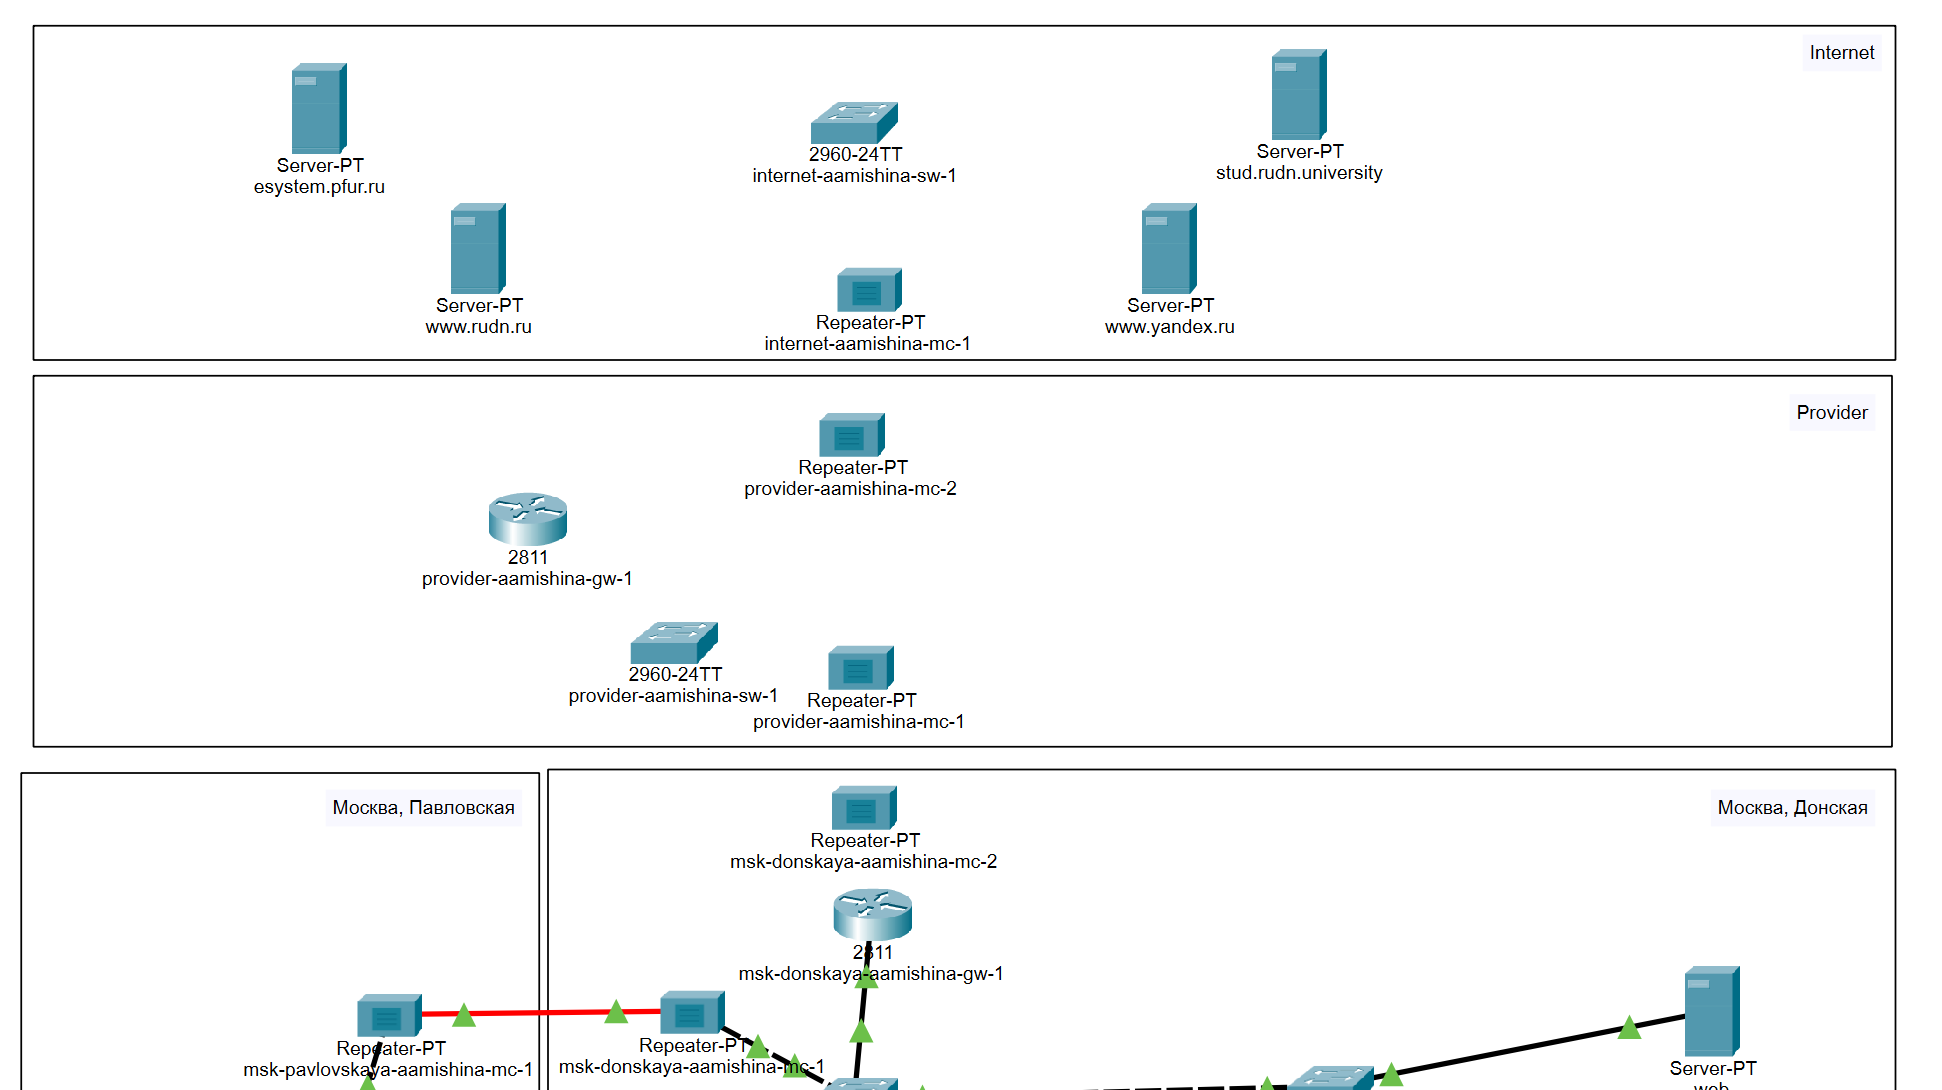 Internet
Server-PT
esystem.pfur.ru
2960-24TT
internet-aamishina-sw-1
Server-PT
stud.rudn.university
Server-PT
www.rudn.ru
Repeater-PT
internet-aamishina-mc-1
Server-PT
www.yandex.ru
Provider
Repeater-PT
provider-aamishina-mc-2
2811
provider-aamishina-gw-1
2960-24TT
provider-aamishina-sw-1
Repeater-PT
provider-aamishina-mc-1
Москва, Павловская
Москва, Донская
Repeater-PT
msk-donskaya-aamishina-mc-2
2811
msk-donskaya-aamishina-gw-1
Repeater-PT
msk-pavlovskaya-aamishina-mc-1
Repeater-PT
msk-donskaya-aamishina-mc-1
Server-PT
web